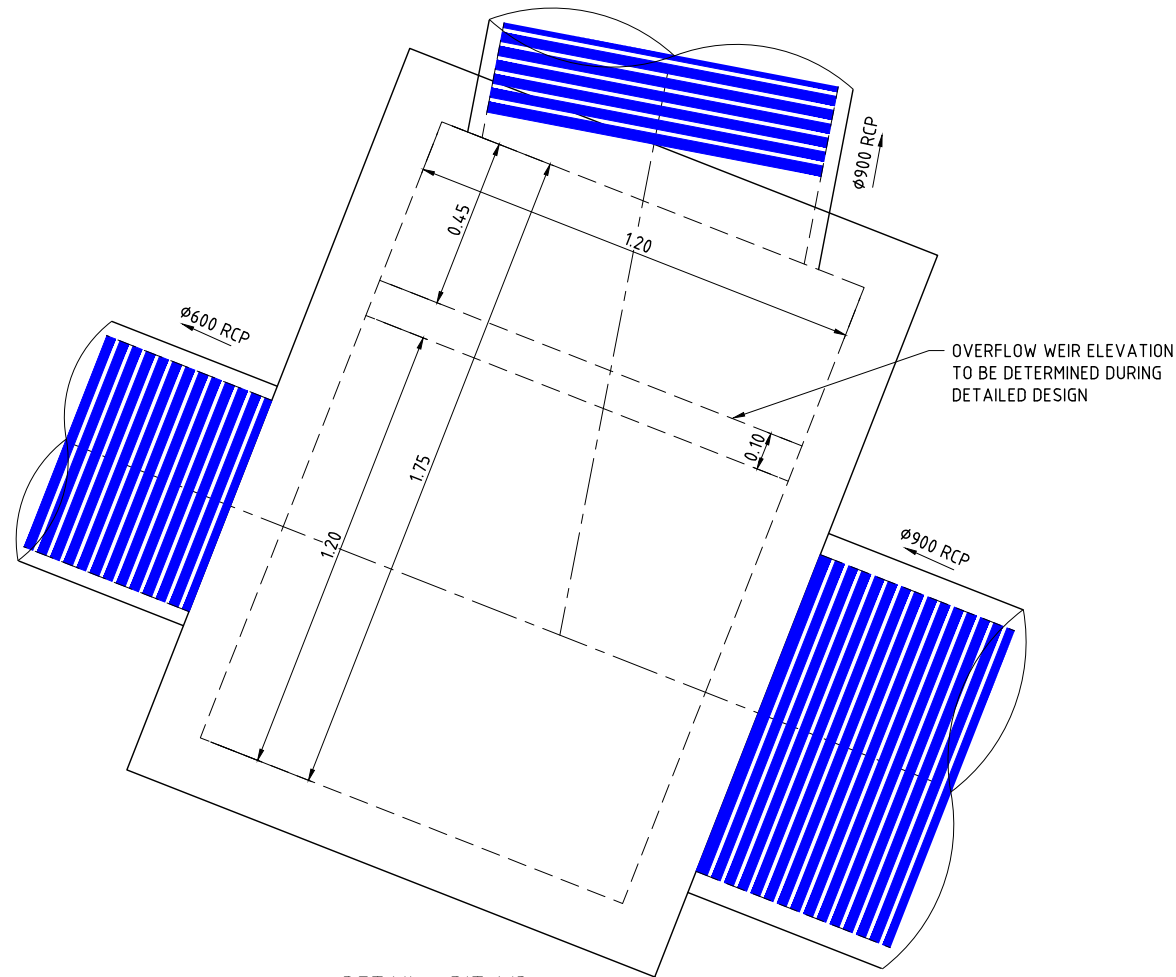 ø900 RCP
0.45
1.20
ø600 RCP
OVERFLOW WEIR ELEVATION
TO BE DETERMINED DURING
DETAILED DESIGN
0.10
1.75
1.20
ø900 RCP